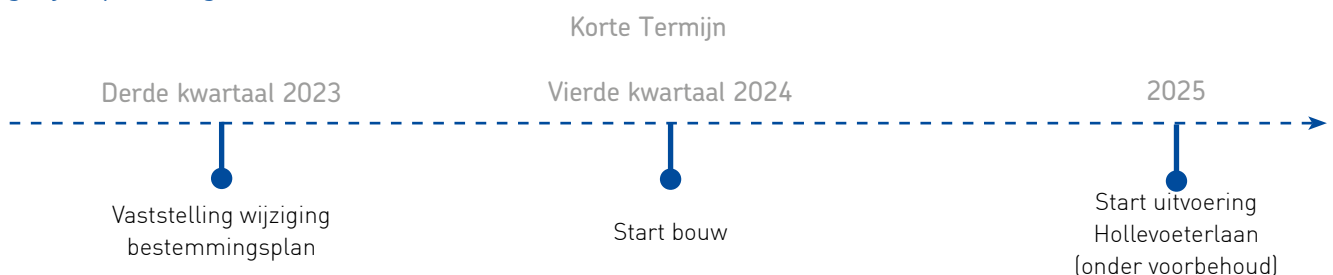 Korte Termijn
Derde kwartaal 2023
Vierde kwartaal 2024
2025
Vaststelling wijziging
bestemmingsplan
Start bouw
Start uitvoering
Hollevoeterlaan
(onder voorbehoud)